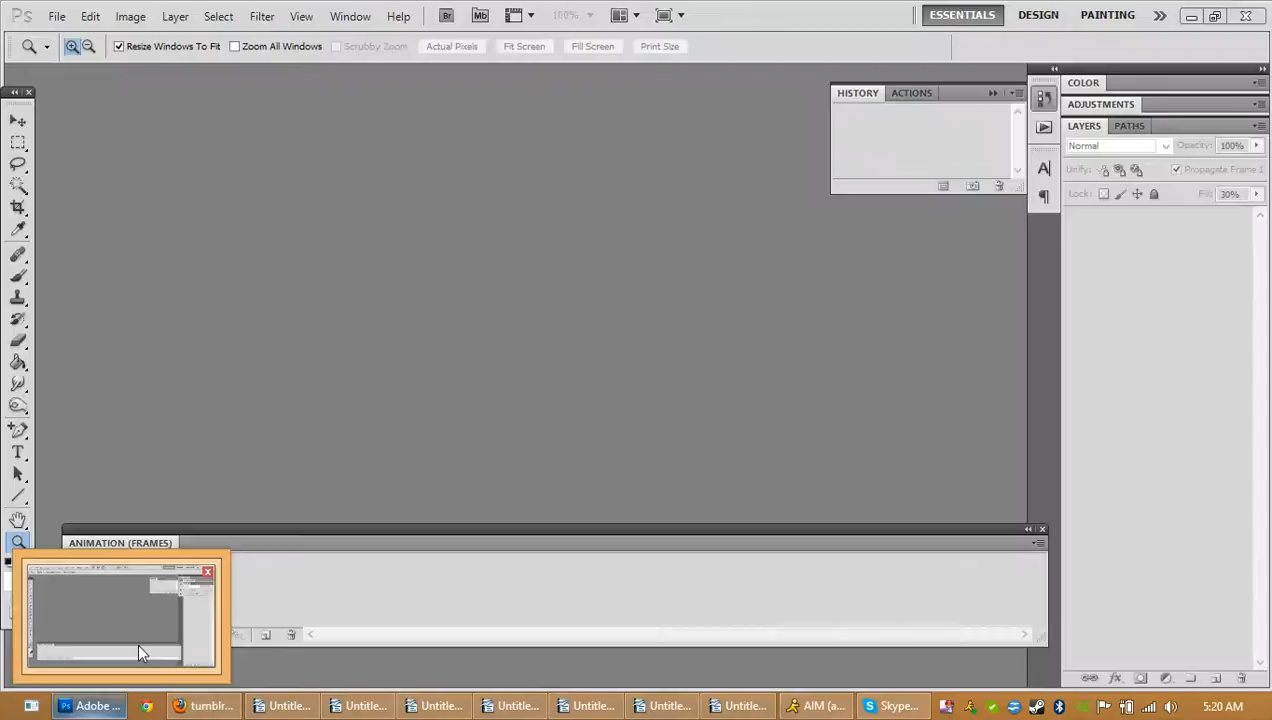 Ps File Edit Image Layer Select Filter View Window Help Br Mb 100% ESSENTIALS DESIGN PAINTING
Resize Windows To Fit Zoom All Windows Scrubby Zoom Actual Pixels Fit Screen Fill Screen Print Size
HISTORY ACTIONS
COLOR
ADJUSTMENTS
LAYERS PATHS
Normal Opacity: 100%
Unify: Propagate Frame 1
Lock: Fill: 30%
ANIMATION (FRAMES)
Ps Adobe ... tumblr... Untitle... Untitle... Untitle... Untitle... Untitle... Untitle... Untitle... AIM (a... Skype... 5:20 AM